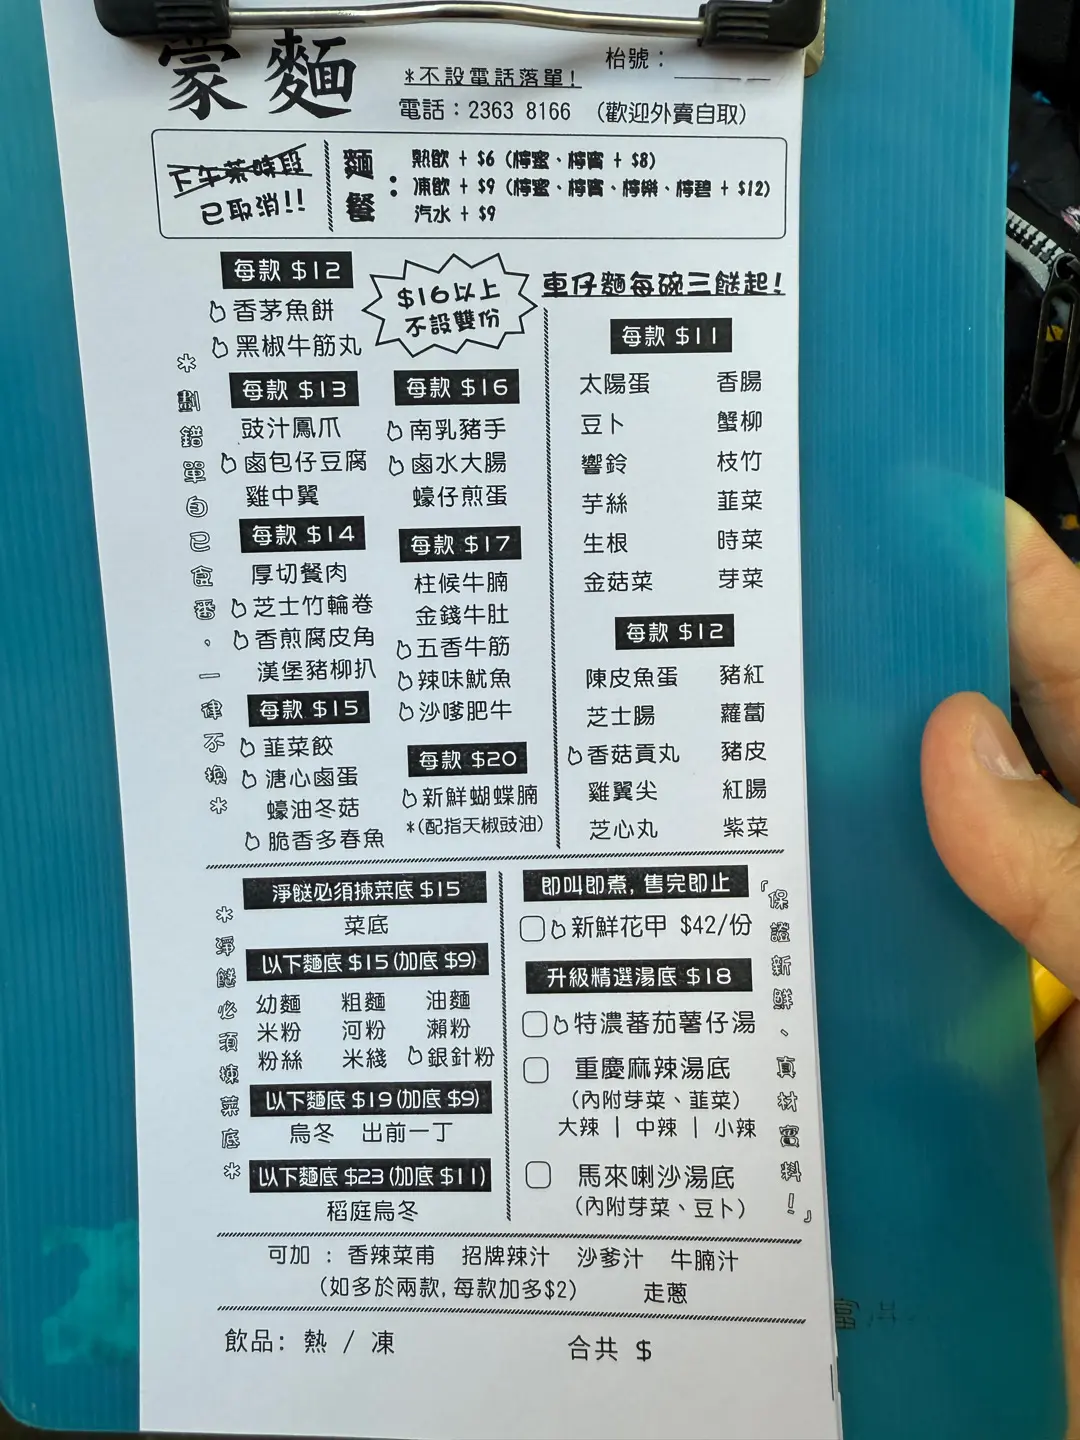 蒙麵
*不設電話落單!
枱號：
電話：2363 8166 （歡迎外賣自取）
下午茶時段
已取消!!
麵餐：
熱飲 + $6 (檸蜜、檸賓 + $8)
凍飲 + $9 (檸蜜、檸賓、檸樂、檸碧 + $12)
汽水 + $9
每款 $12
香茅魚餅
黑椒牛筋丸
$16以上
不設雙份
*劃錯單自己食番，一律不換*
每款 $13
豉汁鳳爪
鹵包仔豆腐
雞中翼
每款 $14
厚切餐肉
芝士竹輪卷
香煎腐皮角
漢堡豬柳扒
每款 $15
韮菜餃
溏心鹵蛋
蠔油冬菇
脆香多春魚
每款 $16
南乳豬手
鹵水大腸
蠔仔煎蛋
每款 $17
柱候牛腩
金錢牛肚
五香牛筋
辣味魷魚
沙嗲肥牛
每款 $20
新鮮蝴蝶腩
*(配指天椒豉油)
車仔麵每碗三餸起!
每款 $11
太陽蛋 香腸
豆卜 蟹柳
響鈴 枝竹
芋絲 韮菜
生根 時菜
金菇菜 芽菜
每款 $12
陳皮魚蛋 豬紅
芝士腸 蘿蔔
香菇貢丸 豬皮
雞翼尖 紅腸
芝心丸 紫菜
*淨餸必須揀菜底*
淨餸必須揀菜底 $15
菜底
以下麵底 $15(加底 $9)
幼麵 粗麵 油麵
米粉 河粉 瀨粉
粉絲 米綫 銀針粉
以下麵底 $19(加底 $9)
烏冬 出前一丁
以下麵底 $23(加底 $11)
稻庭烏冬
即叫即煮, 售完即止
新鮮花甲 $42/份
升級精選湯底 $18
特濃蕃茄薯仔湯
重慶麻辣湯底
(內附芽菜、韮菜)
大辣 | 中辣 | 小辣
馬來喇沙湯底
(內附芽菜、豆卜)
「保證新鮮、真材實料!」
可加 ： 香辣菜甫 招牌辣汁 沙爹汁 牛腩汁
(如多於兩款, 每款加多$2) 走蔥
飲品: 熱 / 凍 合共 $